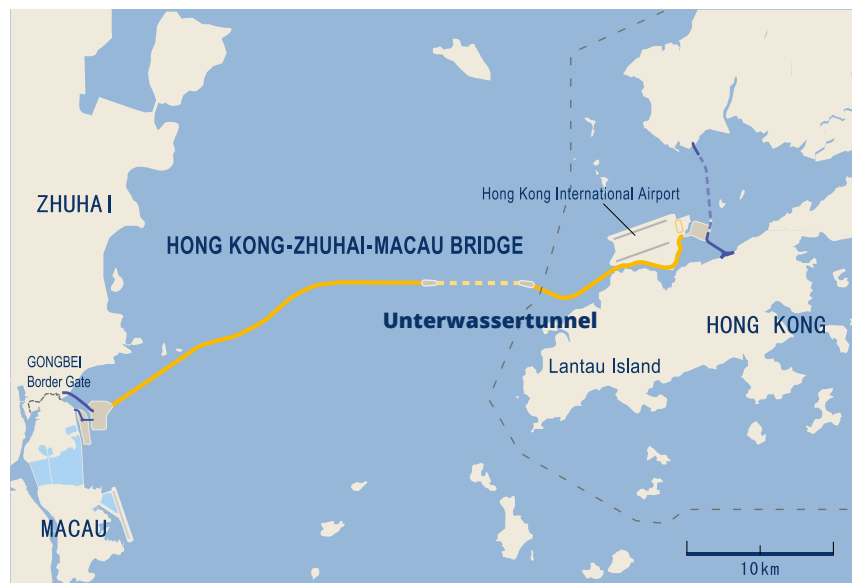 ZHUHAI
Hong Kong International Airport
HONG KONG-ZHUHAI-MACAU BRIDGE
Unterwassertunnel
HONG KONG
GONGBEI
Border Gate
Lantau Island
MACAU
10km